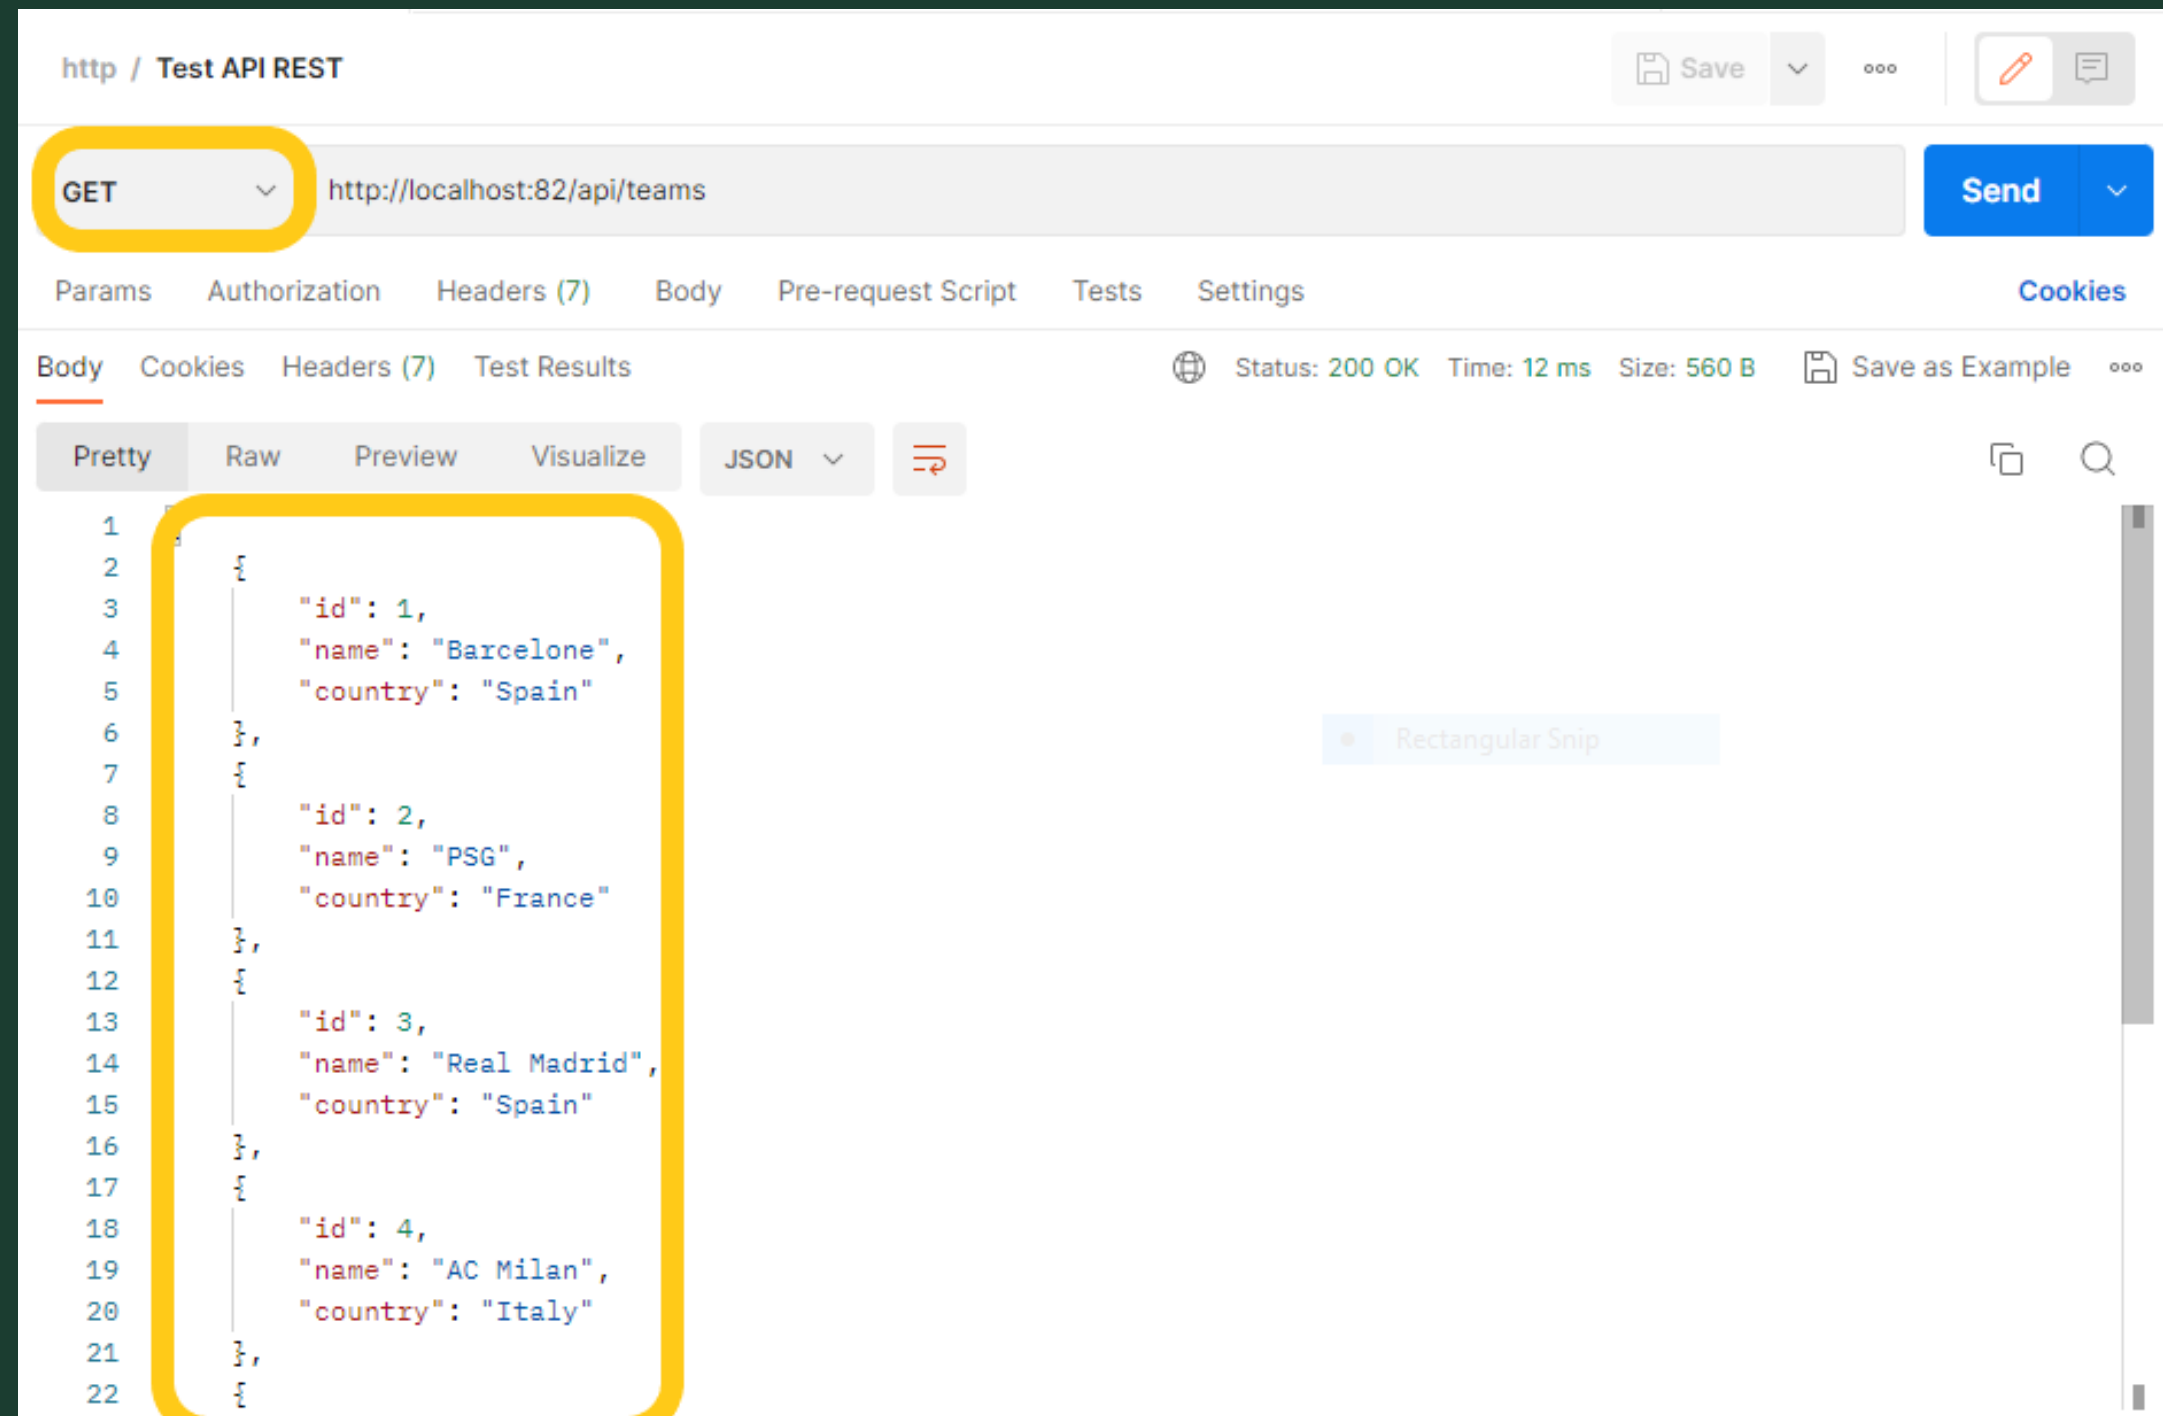 http / Test API REST
Save
GET
http://localhost:82/api/teams
Send
Params Authorization Headers (7) Body Pre-request Script Tests Settings Cookies
Body Cookies Headers (7) Test Results Status: 200 OK Time: 12 ms Size: 560 B Save as Example
Pretty Raw Preview Visualize JSON
1
2 {
3 "id": 1,
4 "name": "Barcelone",
5 "country": "Spain"
6 },
7 {
8 "id": 2,
9 "name": "PSG",
10 "country": "France"
11 },
12 {
13 "id": 3,
14 "name": "Real Madrid",
15 "country": "Spain"
16 },
17 {
18 "id": 4,
19 "name": "AC Milan",
20 "country": "Italy"
21 },
22 {
Rectangular Snip